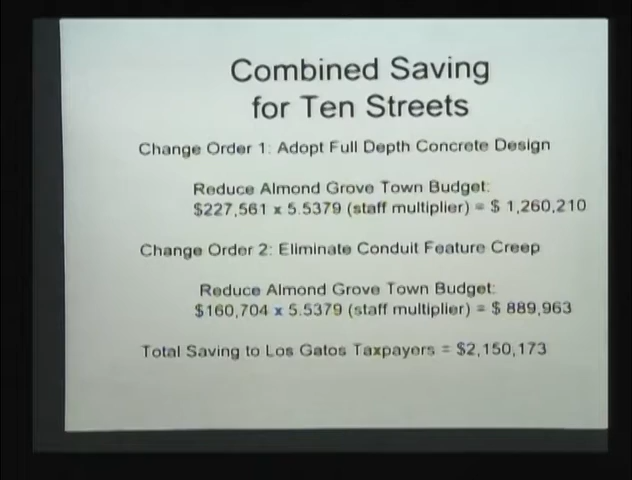 Combined Saving
for Ten Streets
Change Order 1: Adopt Full Depth Concrete Design
Reduce Almond Grove Town Budget:
$227,561 x 5.5379 (staff multiplier) = $ 1,260,210
Change Order 2: Eliminate Conduit Feature Creep
Reduce Almond Grove Town Budget:
$160,704 x 5.5379 (staff multiplier) = $ 889,963
Total Saving to Los Gatos Taxpayers = $2,150,173